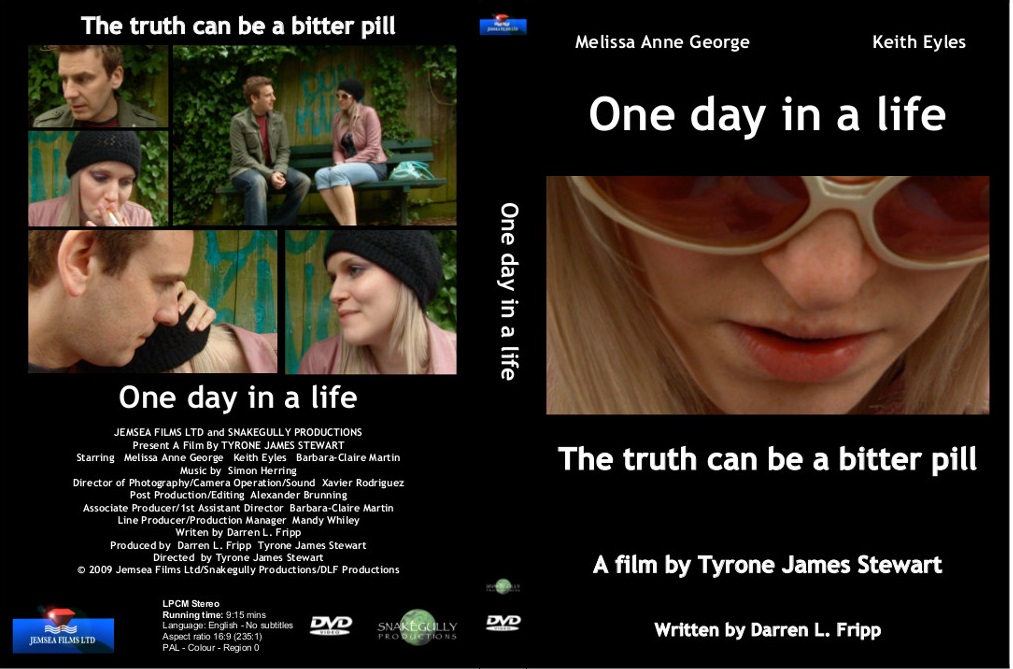 The truth can be a bitter pill
One day in a life
JEMSEA FILMS LTD and SNAKEGULLY PRODUCTIONS
Present A Film By TYRONE JAMES STEWART
Starring Melissa Anne George Keith Eyles Barbara-Claire Martin
Music by Simon Herring
Director of Photography/Camera Operation/Sound Xavier Rodriguez
Post Production/Editing Alexander Brunning
Associate Producer/1st Assistant Director Barbara-Claire Martin
Line Producer/Production Manager Mandy Whiley
Writen by Darren L. Fripp
Produced by Darren L. Fripp Tyrone James Stewart
Directed by Tyrone James Stewart
© 2009 Jemsea Films Ltd/Snakegully Productions/DLF Productions
JEMSEA FILMS LTD
LPCM Stereo
Running time: 9:15 mins
Language: English - No subtitles
Aspect ratio 16:9 (235:1)
PAL - Colour - Region 0
DVD
VIDEO
SNAKEGULLY
PRODUCTIONS
JEMSEA FILMS LTD
One day in a life
DVD
VIDEO
Melissa Anne George Keith Eyles
One day in a life
The truth can be a bitter pill
A film by Tyrone James Stewart
Written by Darren L. Fripp